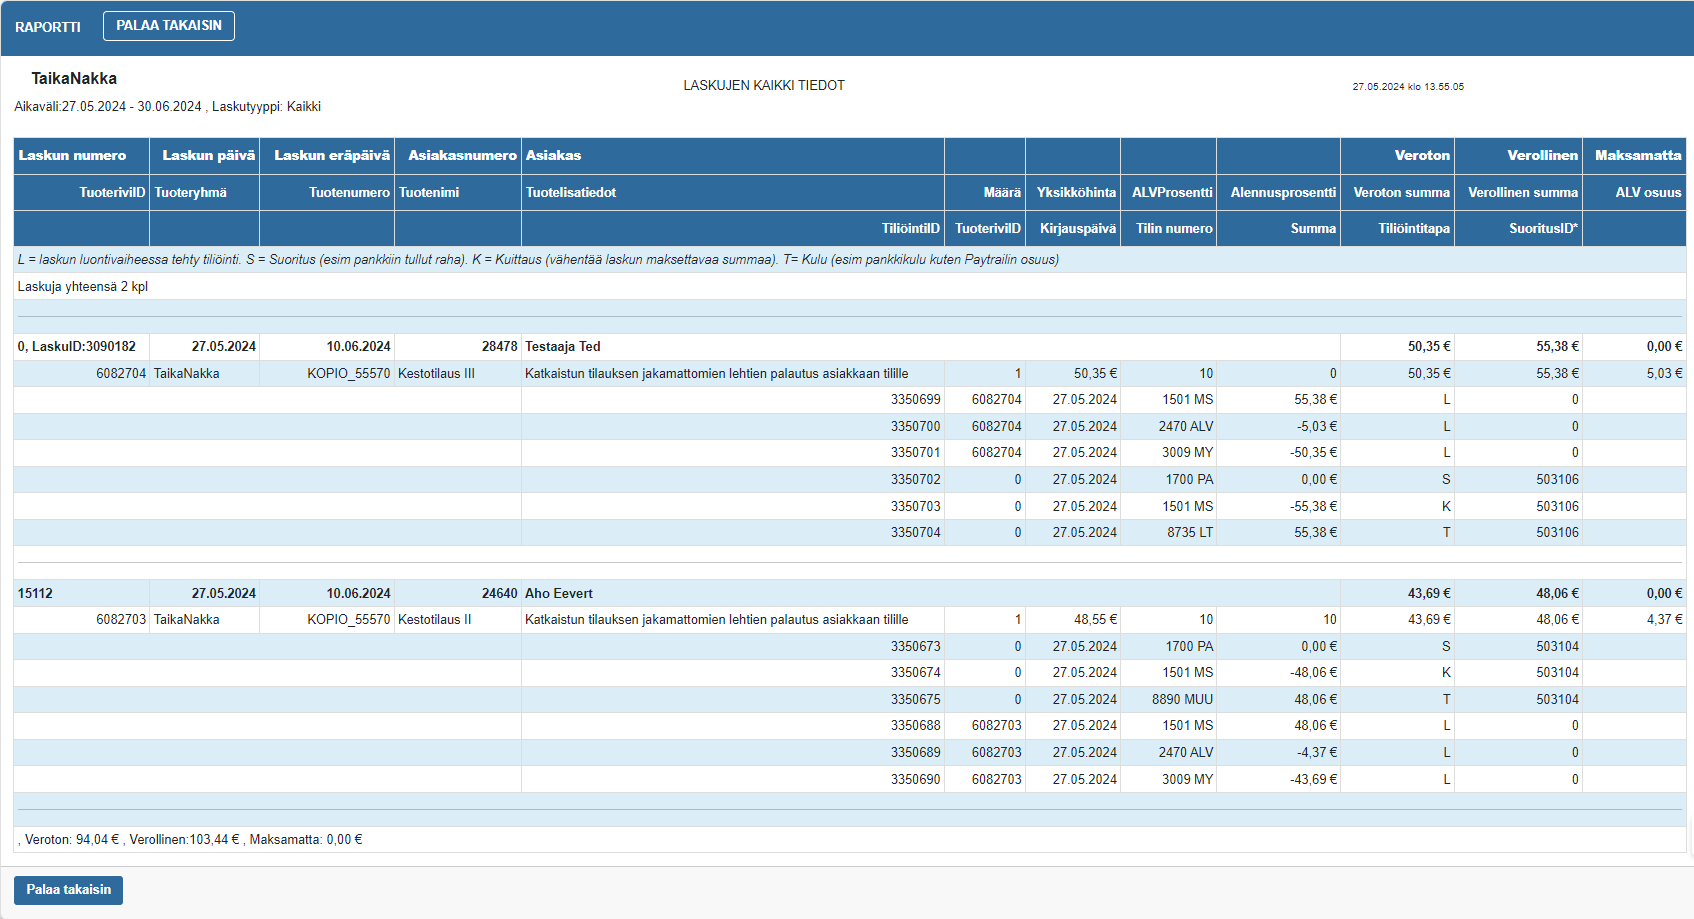 RAPORTTI PALAA TAKAISIN
TaikaNakka
LASKUJEN KAIKKI TIEDOT
27.05.2024 klo 13.55.05
Aikaväli:27.05.2024 - 30.06.2024 , Laskutyyppi: Kaikki
Laskun numero Laskun päivä Laskun eräpäivä Asiakasnumero Asiakas Veroton Verollinen Maksamatta
TuoteriviID Tuoteryhmä Tuotenumero Tuotenimi Tuotelisatiedot Määrä Yksikköhinta ALVProsentti Alennusprosentti Veroton summa Verollinen summa ALV osuus
TiliöintiID TuoteriviID Kirjauspäivä Tilin numero Summa Tiliöintitapa SuoritusID*
L = laskun luontivaiheessa tehty tiliöinti. S = Suoritus (esim pankkiin tullut raha). K = Kuittaus (vähentää laskun maksettavaa summaa). T= Kulu (esim pankkikulu kuten Paytrailin osuus)
Laskuja yhteensä 2 kpl
0, LaskuID:3090182 27.05.2024 10.06.2024 28478 Testaaja Ted 50,35 € 55,38 € 0,00 €
6082704 TaikaNakka KOPIO_55570 Kestotilaus III Katkaistun tilauksen jakamattomien lehtien palautus asiakkaan tilille 1 50,35 € 10 0 50,35 € 55,38 € 5,03 €
3350699 6082704 27.05.2024 1501 MS 55,38 € L 0
3350700 6082704 27.05.2024 2470 ALV -5,03 € L 0
3350701 6082704 27.05.2024 3009 MY -50,35 € L 0
3350702 0 27.05.2024 1700 PA 0,00 € S 503106
3350703 0 27.05.2024 1501 MS -55,38 € K 503106
3350704 0 27.05.2024 8735 LT 55,38 € T 503106
15112 27.05.2024 10.06.2024 24640 Aho Eevert 43,69 € 48,06 € 0,00 €
6082703 TaikaNakka KOPIO_55570 Kestotilaus II Katkaistun tilauksen jakamattomien lehtien palautus asiakkaan tilille 1 48,55 € 10 10 43,69 € 48,06 € 4,37 €
3350673 0 27.05.2024 1700 PA 0,00 € S 503104
3350674 0 27.05.2024 1501 MS -48,06 € K 503104
3350675 0 27.05.2024 8890 MUU 48,06 € T 503104
3350688 6082703 27.05.2024 1501 MS 48,06 € L 0
3350689 6082703 27.05.2024 2470 ALV -4,37 € L 0
3350690 6082703 27.05.2024 3009 MY -43,69 € L 0
, Veroton: 94,04 € , Verollinen:103,44 € , Maksamatta: 0,00 €
Palaa takaisin